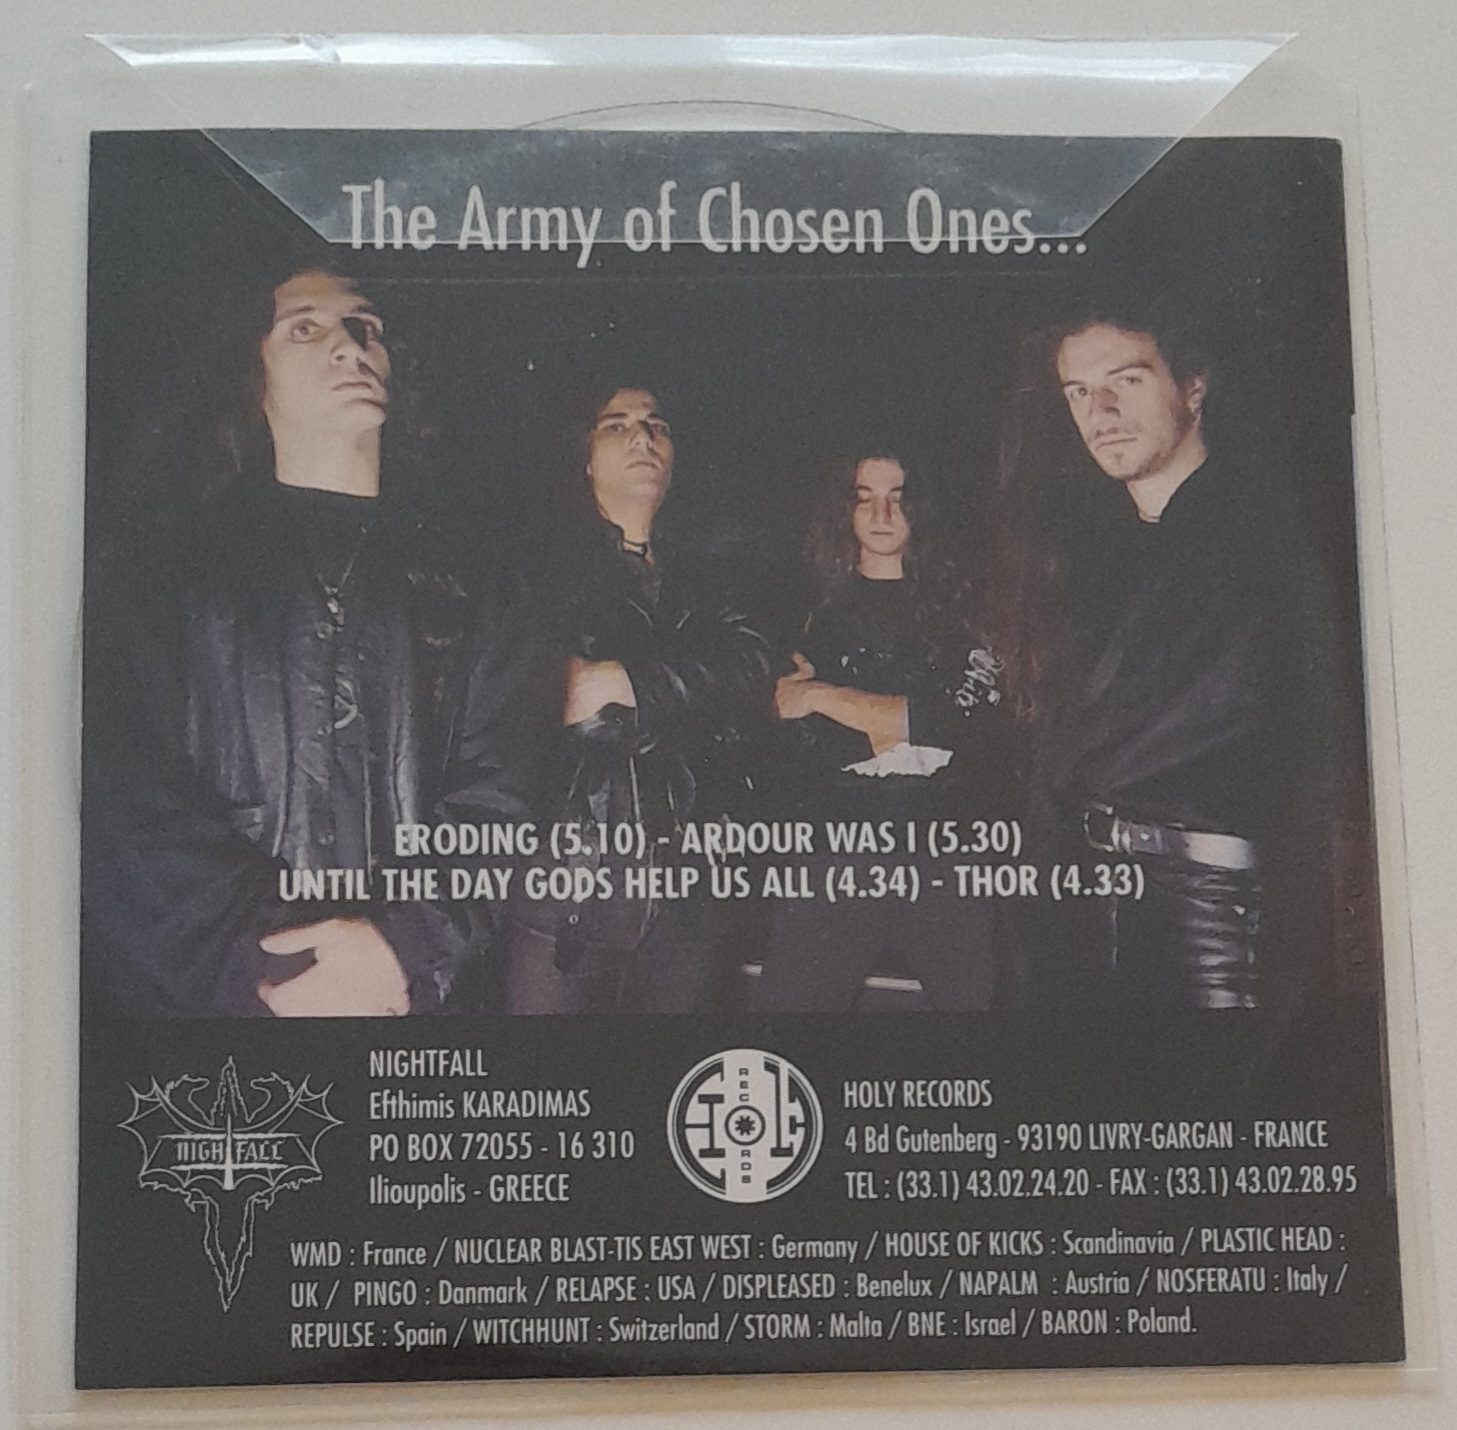 The Army of Chosen Ones...
ERODING (5.10) - ARDOUR WAS I (5.30)
UNTIL THE DAY GODS HELP US ALL (4.34) - THOR (4.33)
NIGHTFALL
NIGHTFALL
Efthimis KARADIMAS
PO BOX 72055 - 16 310
Ilioupolis - GREECE
HOLY
RECORDS
HOLY RECORDS
4 Bd Gutenberg - 93190 LIVRY-GARGAN - FRANCE
TEL : (33.1) 43.02.24.20 - FAX : (33.1) 43.02.28.95
WMD : France / NUCLEAR BLAST-TIS EAST WEST : Germany / HOUSE OF KICKS : Scandinavia / PLASTIC HEAD :
UK / PINGO : Danmark / RELAPSE : USA / DISPLEASED : Benelux / NAPALM : Austria / NOSFERATU : Italy /
REPULSE : Spain / WITCHHUNT : Switzerland / STORM : Malta / BNE : Israel / BARON : Poland.